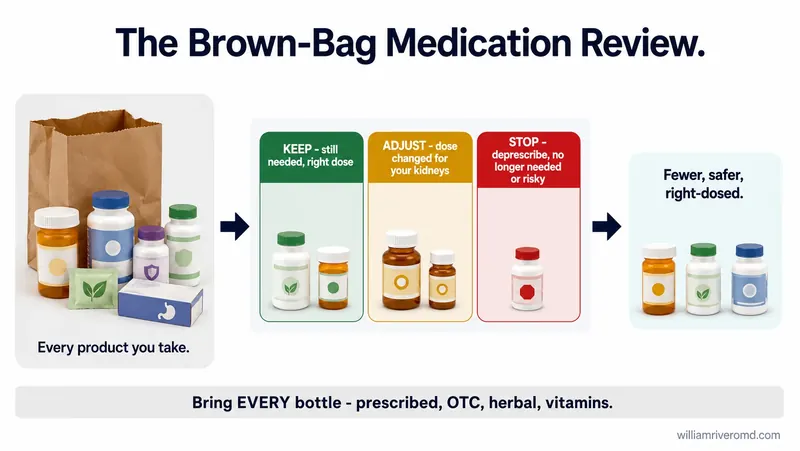 The Brown-Bag Medication Review.
Every product you take.
KEEP - still
needed, right dose
ADJUST - dose
changed for
your kidneys
STOP -
deprescribe, no
longer needed
or risky
Fewer, safer,
right-dosed.
Bring EVERY bottle - prescribed, OTC, herbal, vitamins.
williamriveromd.com